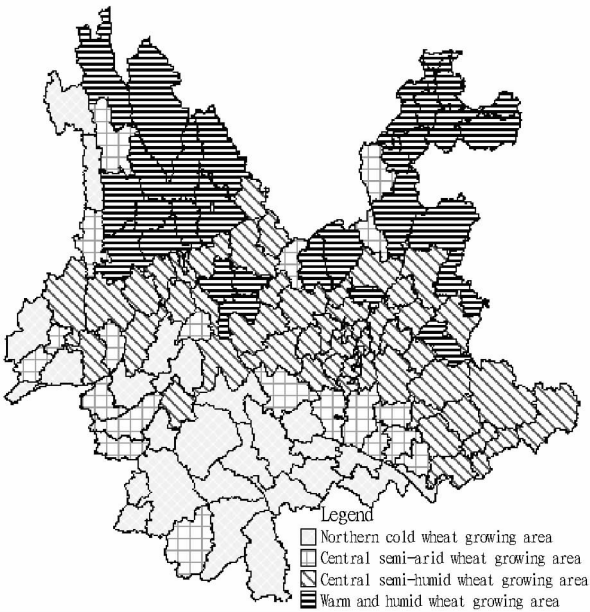 Legend
Northern cold wheat growing area
Central semi-arid wheat growing area
Central semi-humid wheat growing area
Warm and humid wheat growing area